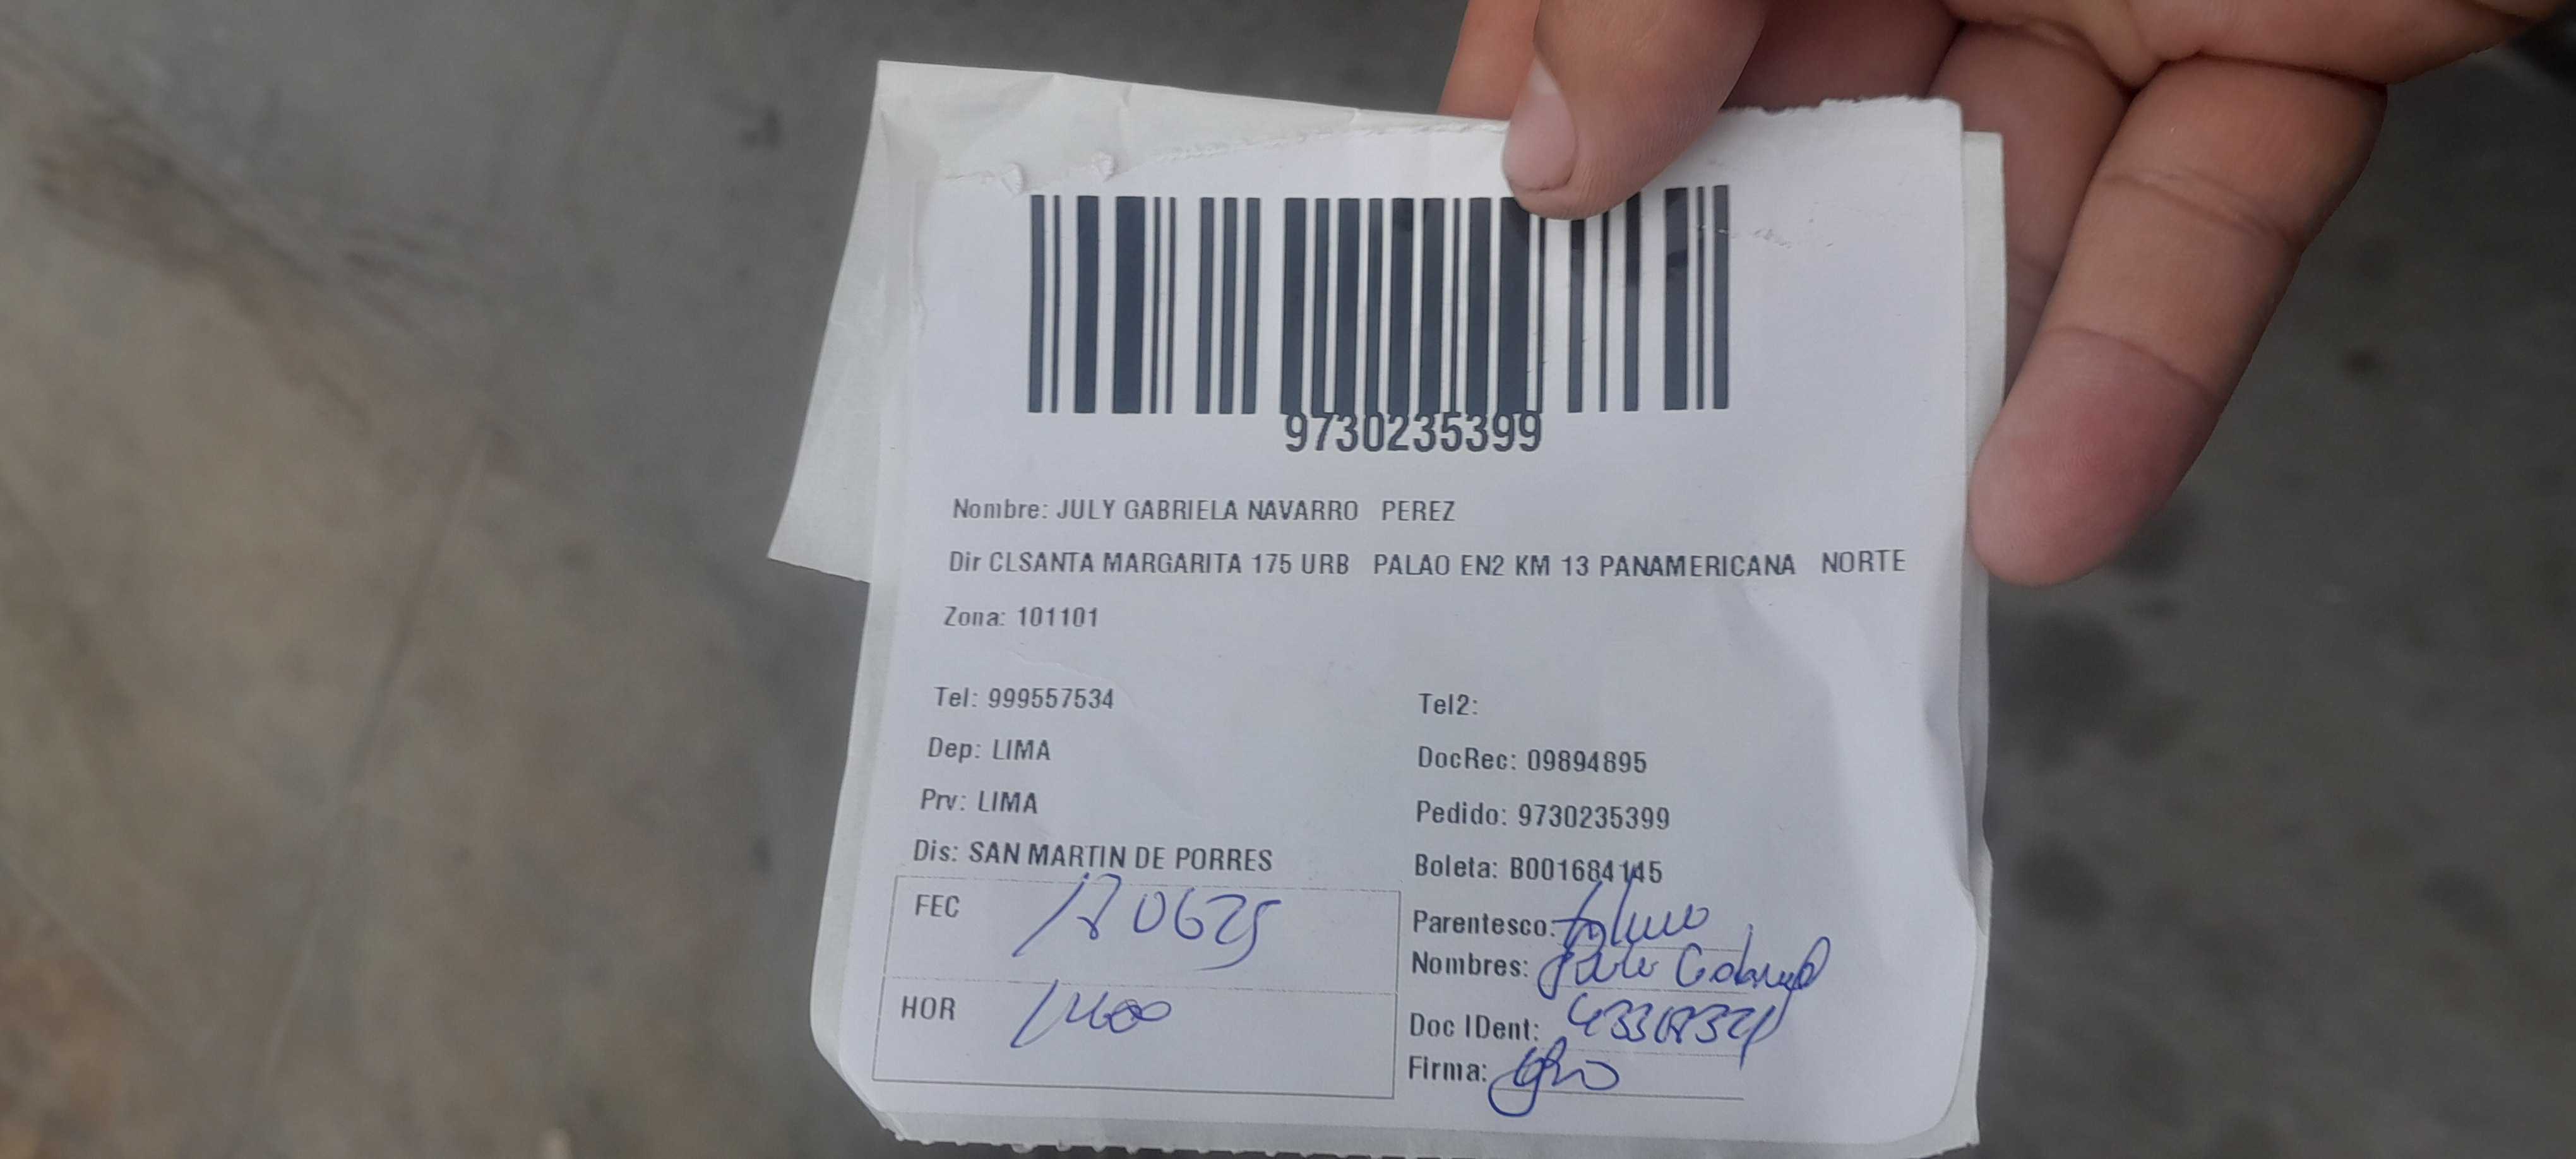 9730235399
Nombre: JULY GABRIELA NAVARRO PEREZ
Dir CLSANTA MARGARITA 175 URB PALAO EN2 KM 13 PANAMERICANA NORTE
Zona: 101101
Tel: 999557534
Tel2:
Dep: LIMA
DocRec: 09894895
Prv: LIMA
Pedido: 9730235399
Dis: SAN MARTIN DE PORRES
Boleta: B001684145
FEC 170625
Parentesco:
Nombres:
HOR 1400
Doc IDent:
Firma: